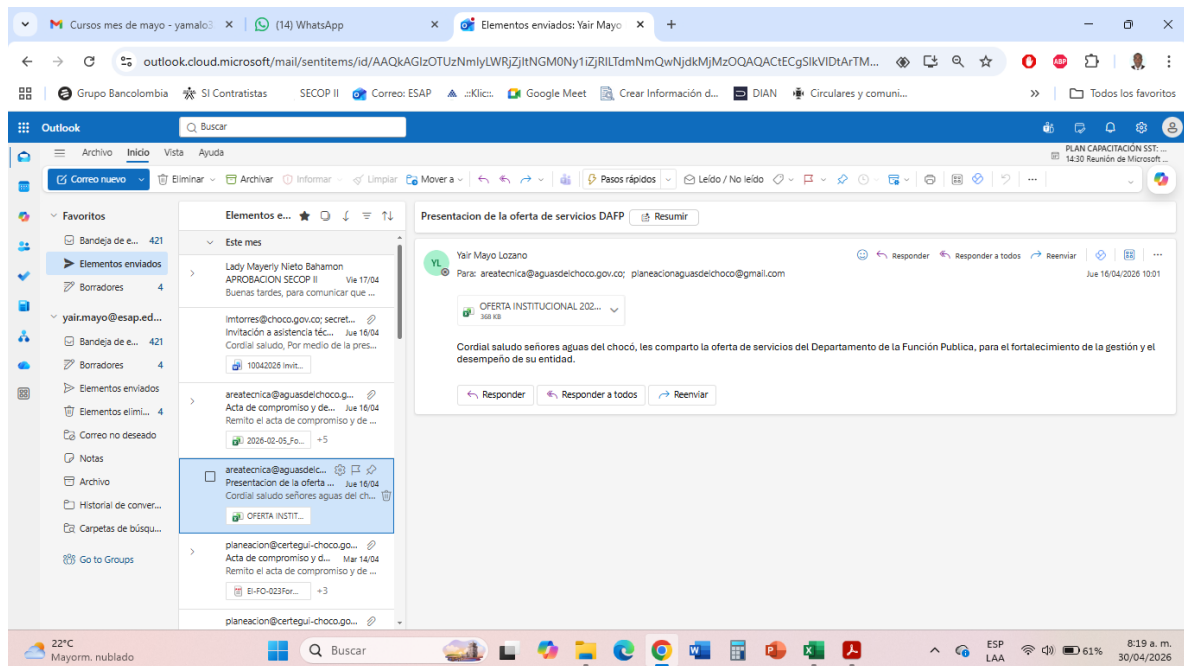 Cursos mes de mayo - yamalo3
(14) WhatsApp
Elementos enviados: Yair Mayo
outlook.cloud.microsoft/mail/sentitems/id/
Grupo Bancolombia
SI Contratistas
SECOP II
Correo: ESAP
.::Klic::.
Google Meet
Crear Información d...
DIAN
Circulares y comuni...
Todos los favoritos
Outlook
Buscar
Archivo Inicio Vista Ayuda
PLAN CAPACITACIÓN SST: ...
14:30 Reunión de Microsoft ...
Correo nuevo
Eliminar
Archivar
Informar
Limpiar
Mover a
Pasos rápidos
Leído / No leído
Favoritos
Bandeja de e... 421
Elementos enviados
Borradores 4
yair.mayo@esap.ed...
Bandeja de e... 421
Borradores 4
Elementos enviados
Elementos elimi... 4
Correo no deseado
Notas
Archivo
Historial de conver...
Carpetas de búsqu...
Go to Groups
Elementos e...
Este mes
Lady Mayerly Nieto Bahamon
APROBACION SECOP II Vie 17/04
Buenas tardes, para comunicar que ...
lmtorres@choco.gov.co; secret...
Invitación a asistencia téc... Jue 16/04
Cordial saludo, Por medio de la pres...
10042026 Invit...
areatecnica@aguasdelchoco.g...
Acta de compromiso y de... Jue 16/04
Remito el acta de compromiso y de ...
2026-02-05_Fo... +5
areatecnica@aguasdelc...
Presentacion de la oferta ... Jue 16/04
Cordial saludo señores aguas del ch...
OFERTA INSTIT...
planeacion@certegui-choco.go...
Acta de compromiso y d... Mar 14/04
Remito el acta de compromiso y de ...
EI-FO-023For... +3
planeacion@certegui-choco.go...
Presentacion de la oferta de servicios DAFP
Resumir
YL
Yair Mayo Lozano
Para: areatecnica@aguasdelchoco.gov.co; planeacionaguasdelchoco@gmail.com
Responder
Responder a todos
Reenviar
Jue 16/04/2026 10:01
OFERTA INSTITUCIONAL 202...
368 KB
Cordial saludo señores aguas del chocó, les comparto la oferta de servicios del Departamento de la Función Publica, para el fortalecimiento de la gestión y el
desempeño de su entidad.
Responder
Responder a todos
Reenviar
22°C
Mayorm. nublado
Buscar
ESP
LAA
61%
8:19 a. m.
30/04/2026